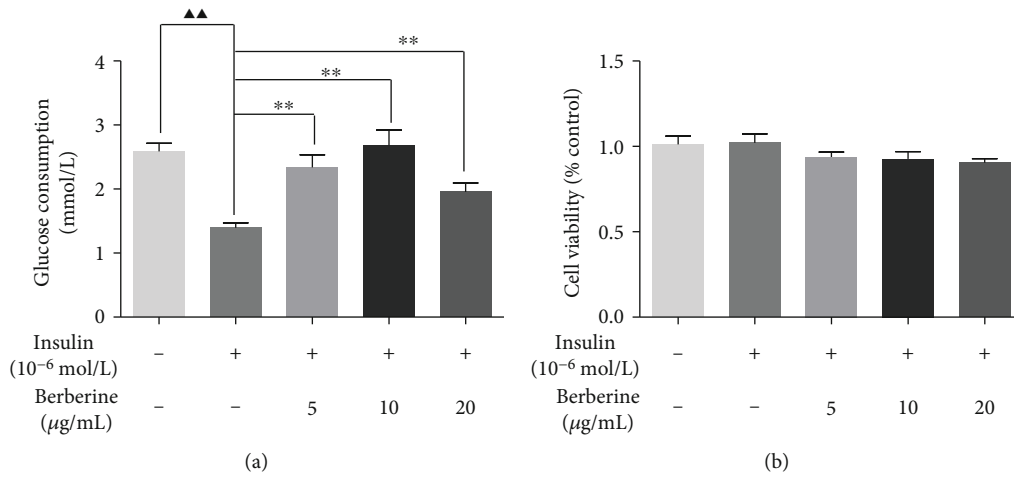 ▲▲
**
**
**
4
3
2
1
0
Glucose consumption
(mmol/L)
Insulin
(10⁻⁶ mol/L)
– + + + +
Berberine
(μg/mL)
– – 5 10 20
(a)
1.5
1.0
0.5
0.0
Cell viability (% control)
Insulin
(10⁻⁶ mol/L)
– + + + +
Berberine
(μg/mL)
– – 5 10 20
(b)